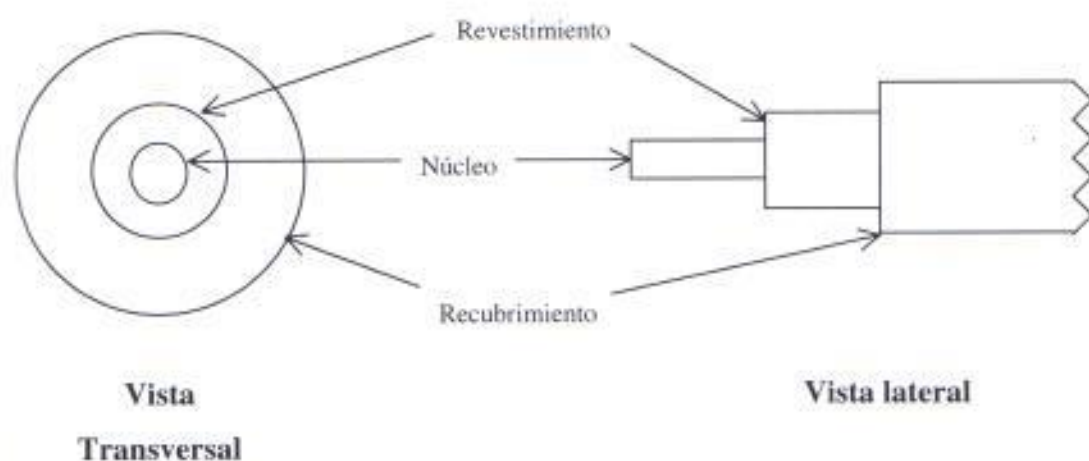 Revestimiento
Núcleo
Recubrimiento
Vista
Transversal
Vista lateral